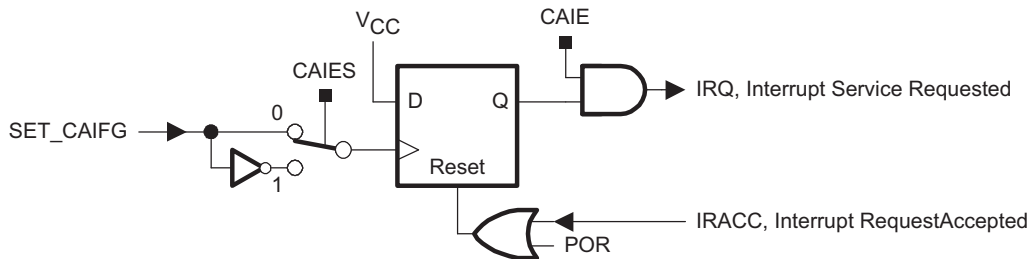 VCC
CAIE
CAIES
D Q
IRQ, Interrupt Service Requested
0
SET_CAIFG
1
Reset
IRACC, Interrupt RequestAccepted
POR